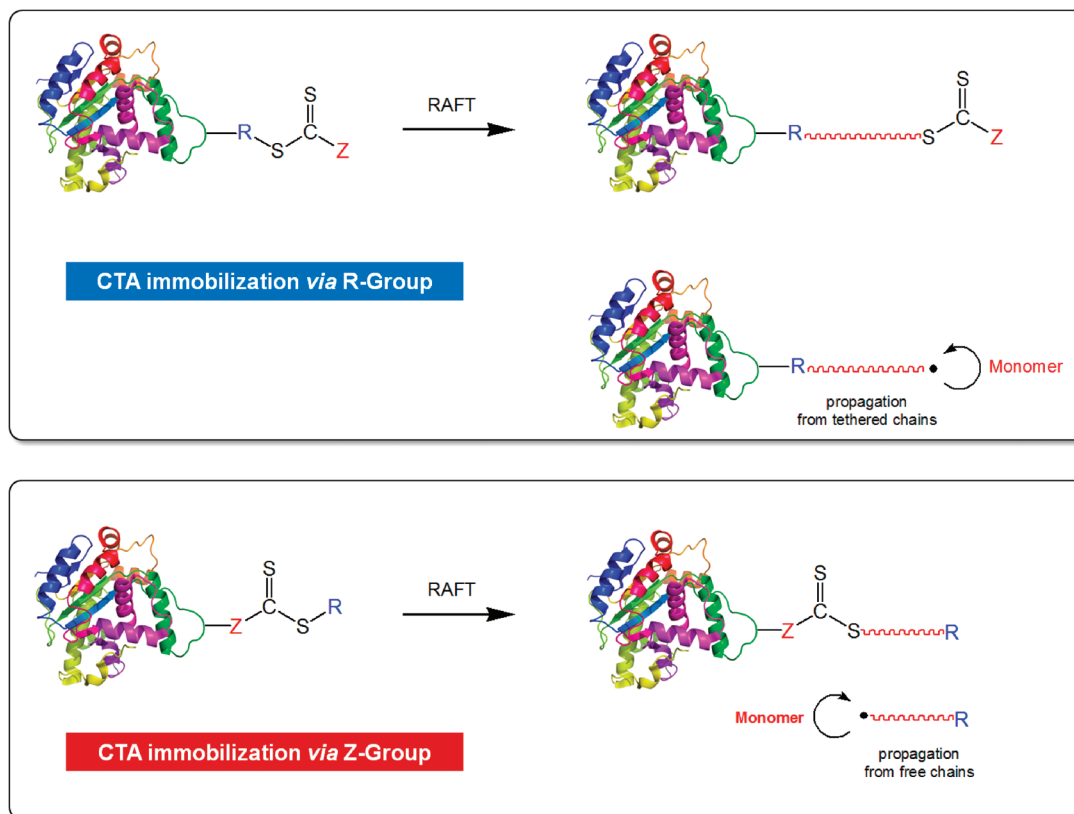 S
C
R
S
Z
RAFT
S
C
R
S
Z
CTA immobilization via R-Group
R
Monomer
propagation
from tethered chains
S
C
Z
S
R
RAFT
S
C
Z
S
R
CTA immobilization via Z-Group
Monomer
R
propagation
from free chains